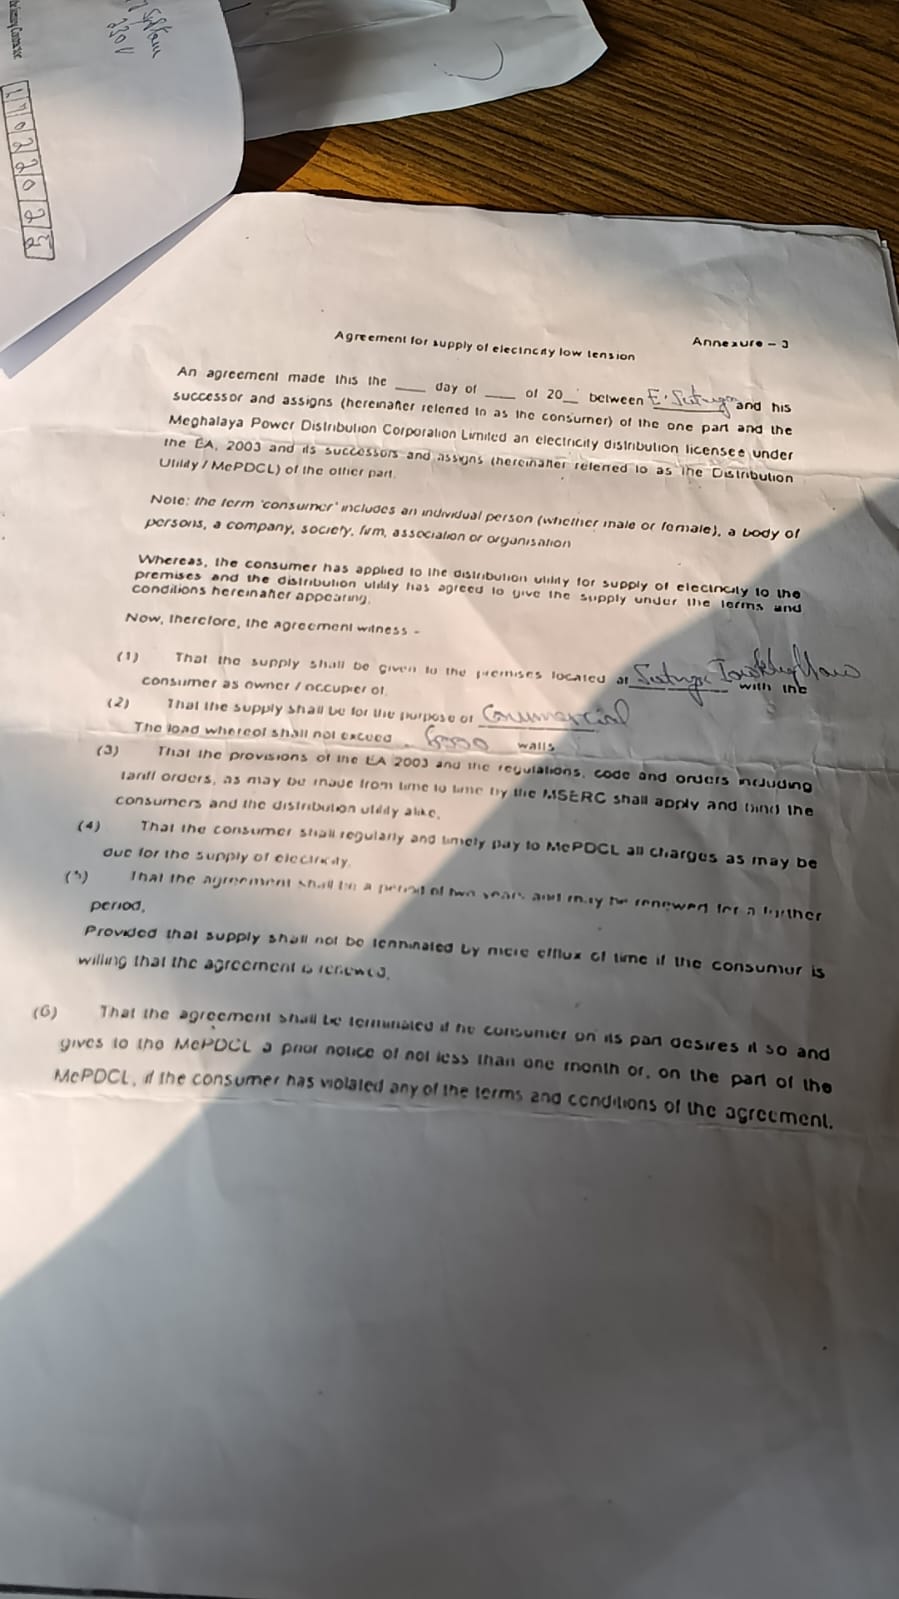 System
230V
Annexure - 3
Agreement for supply of electricity low tension
An agreement made this the ____ day of ____ of 20__ between E. Sutnga and his
successor and assigns (hereinafter referred to as the consumer) of the one part and the
Meghalaya Power Distribution Corporation Limited an electricity distribution licensee under
the EA, 2003 and its successors and assigns (hereinafter referred to as the Distribution
Utility / MePDCL) of the other part.
Note: the term 'consumer' includes an individual person (whether male or female), a body of
persons, a company, society, firm, association or organisation
Whereas, the consumer has applied to the distribution utility for supply of electricity to the
premises and the distribution utility has agreed to give the supply under the terms and
conditions hereinafter appearing.
Now, therefore, the agreement witness -
(1) That the supply shall be given to the premises located at Sutnga with the
consumer as owner / occupier of.
(2) That the supply shall be for the purpose of Commercial
The load whereof shall not exceed watts
(3) That the provisions of the EA 2003 and the regulations, code and orders including
tariff orders, as may be made from time to time by the MSERC shall apply and bind the
consumers and the distribution utility alike.
(4) That the consumer shall regularly and timely pay to MePDCL all charges as may be
due for the supply of electricity.
(5) That the agreement shall be a period of two years and may be renewed for a further
period,
Provided that supply shall not be terminated by mere efflux of time if the consumer is
willing that the agreement is renewed.
(6) That the agreement shall be terminated if he consumer on its part desires it so and
gives to the MePDCL a prior notice of not less than one month or, on the part of the
MePDCL, if the consumer has violated any of the terms and conditions of the agreement.